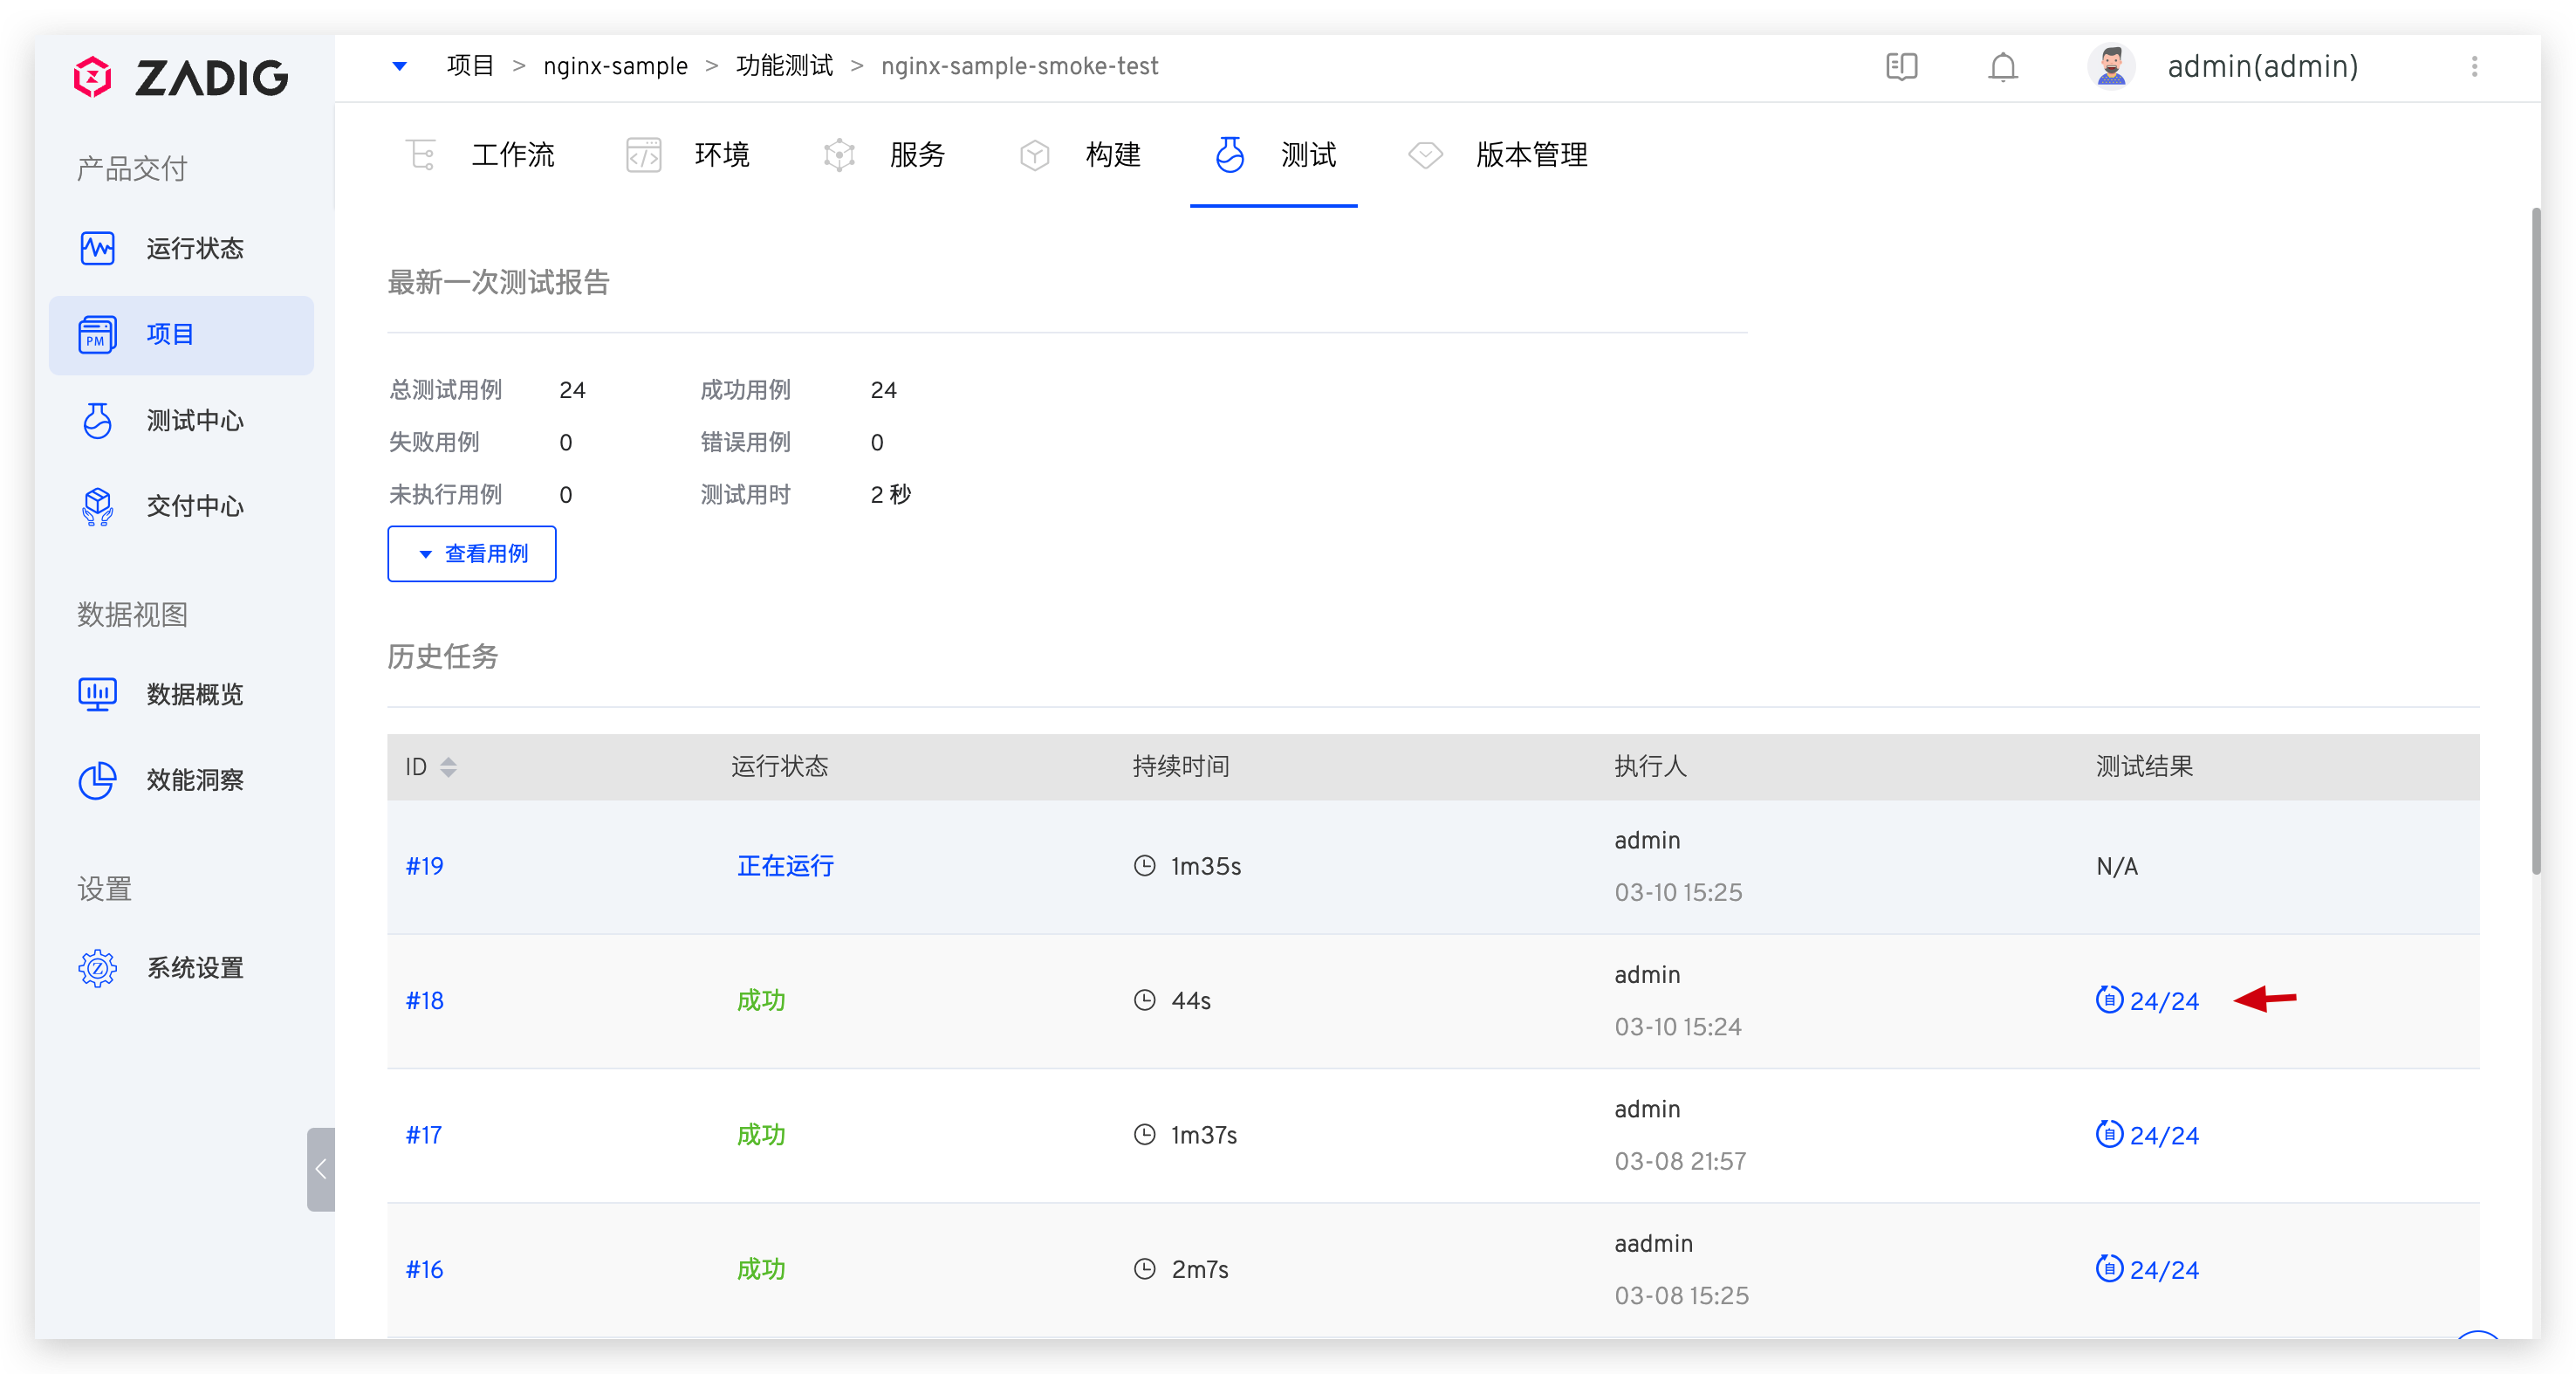 ZADIG
项目 > nginx-sample > 功能测试 > nginx-sample-smoke-test
admin(admin)
产品交付
运行状态
PM
项目
测试中心
交付中心
数据视图
数据概览
效能洞察
设置
系统设置
工作流
环境
服务
构建
测试
版本管理
最新一次测试报告
总测试用例 24 成功用例 24
失败用例 0 错误用例 0
未执行用例 0 测试用时 2 秒
查看用例
历史任务
ID 运行状态 持续时间 执行人 测试结果
#19 正在运行 1m35s admin N/A
03-10 15:25
#18 成功 44s admin 自 24/24
03-10 15:24
#17 成功 1m37s admin 自 24/24
03-08 21:57
#16 成功 2m7s aadmin 自 24/24
03-08 15:25